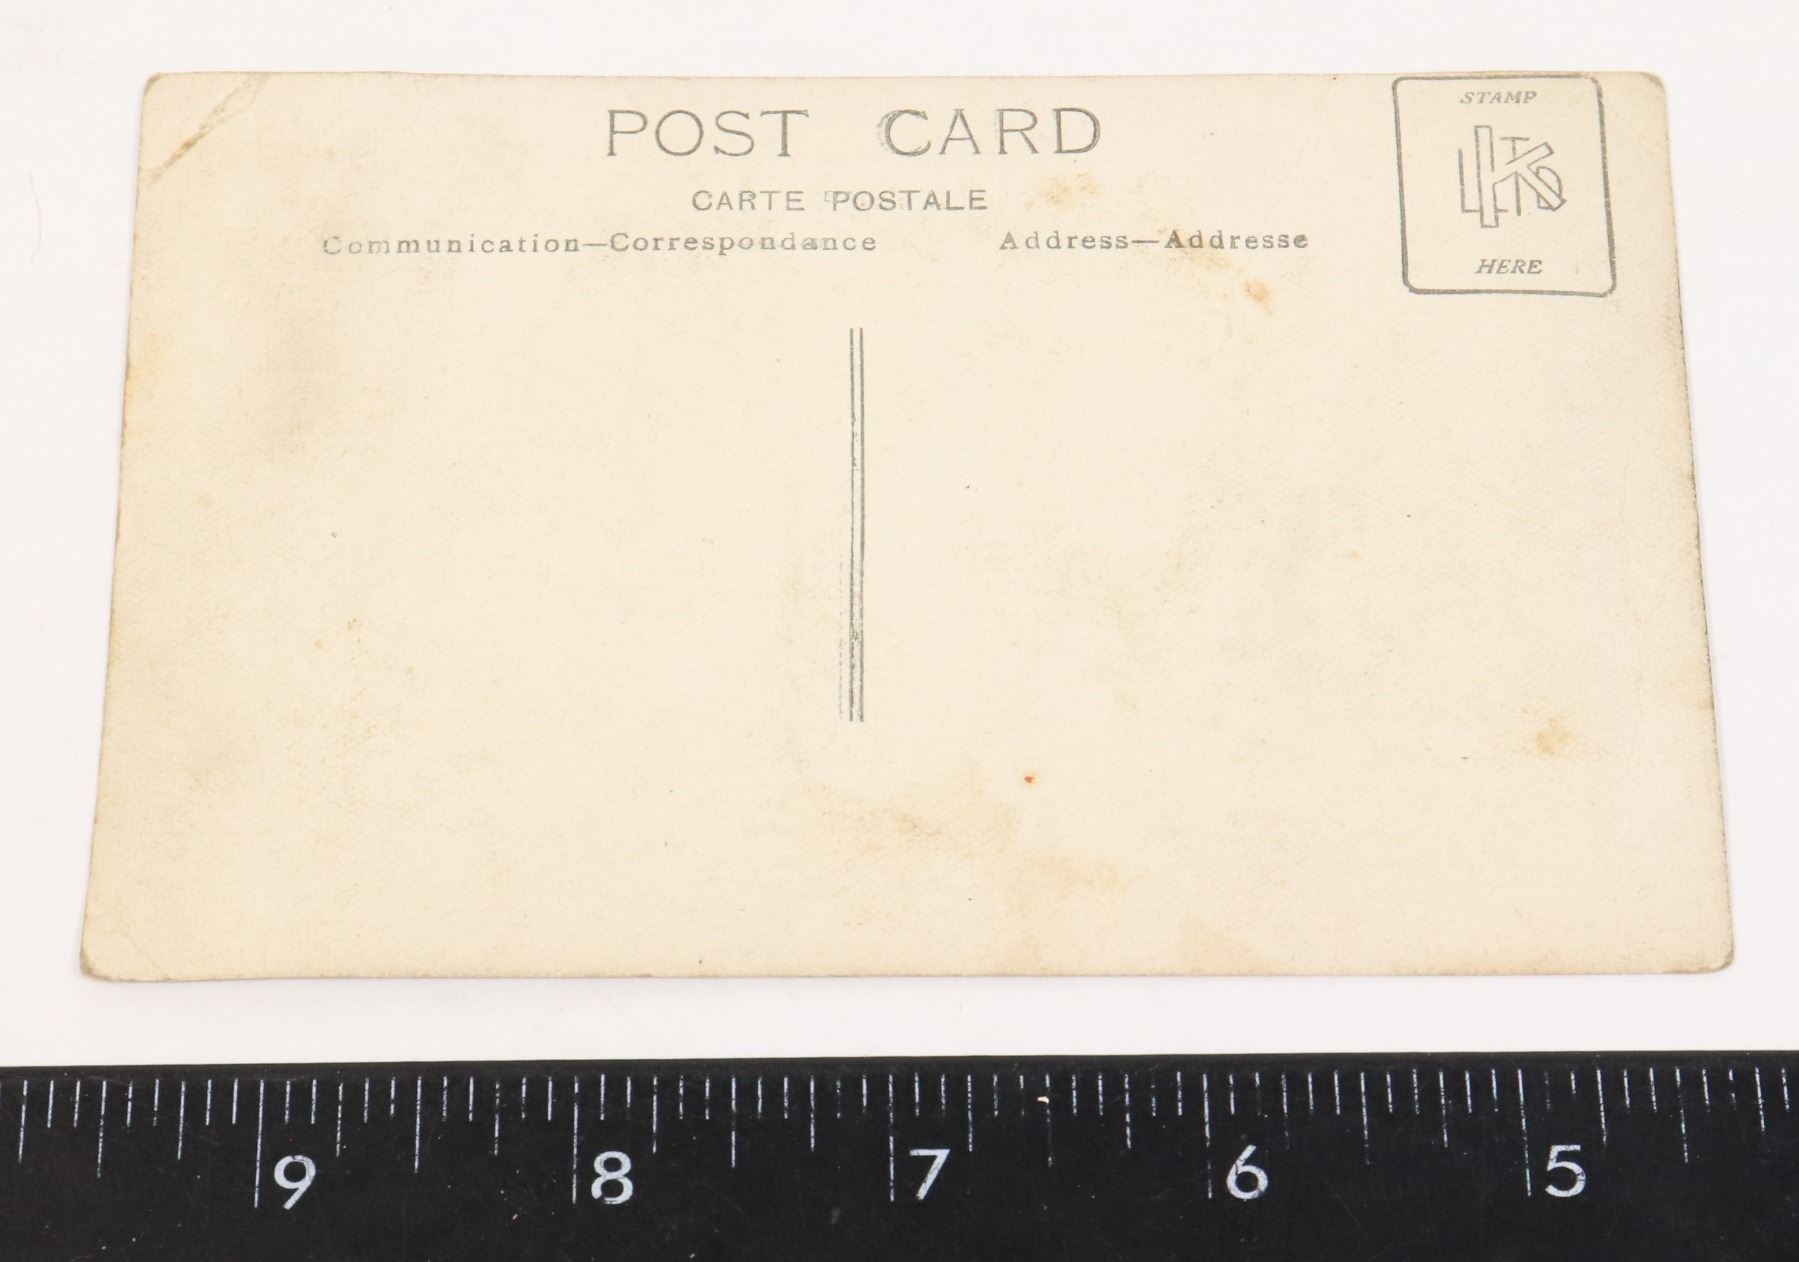 POST CARD
CARTE POSTALE
Communication—Correspondance
Address—Addresse
STAMP
HERE
9 8 7 6 5